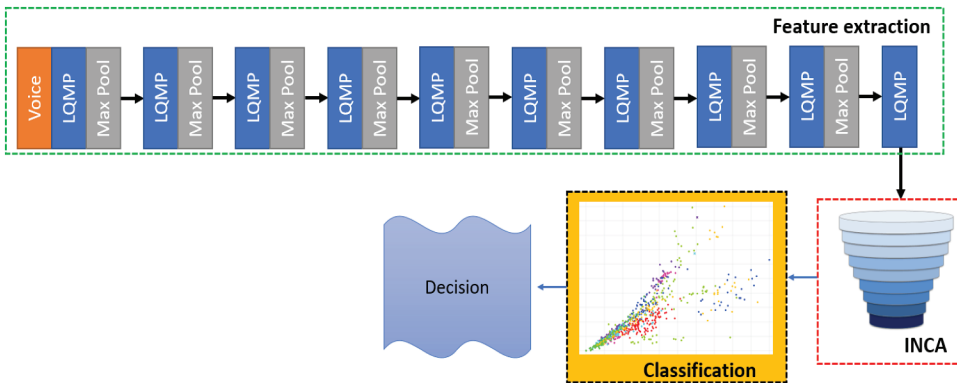 Feature extraction
Voice
LQMP
Max Pool
LQMP
Max Pool
LQMP
Max Pool
LQMP
Max Pool
LQMP
Max Pool
LQMP
Max Pool
LQMP
Max Pool
LQMP
Max Pool
LQMP
Max Pool
LQMP
Decision
Classification
INCA